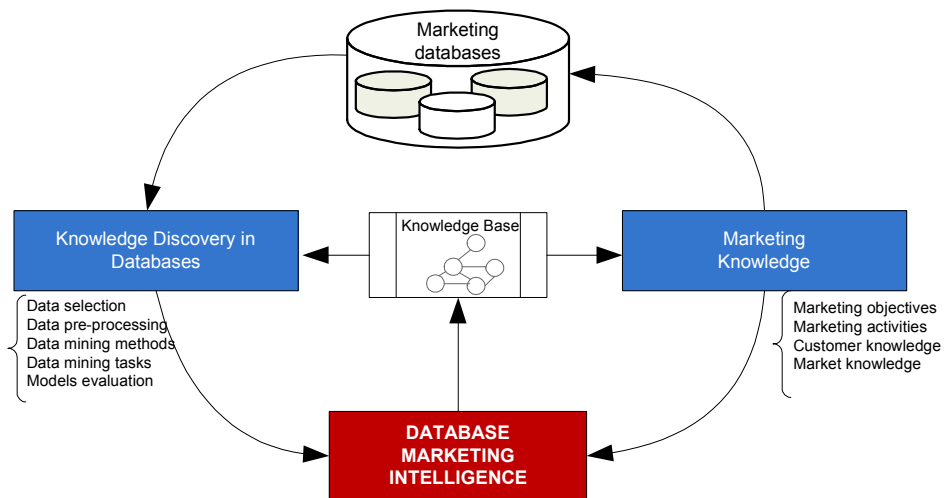 Marketing
databases
Knowledge Discovery in
Databases
Knowledge Base
Marketing
Knowledge
Data selection
Data pre-processing
Data mining methods
Data mining tasks
Models evaluation
Marketing objectives
Marketing activities
Customer knowledge
Market knowledge
DATABASE
MARKETING
INTELLIGENCE